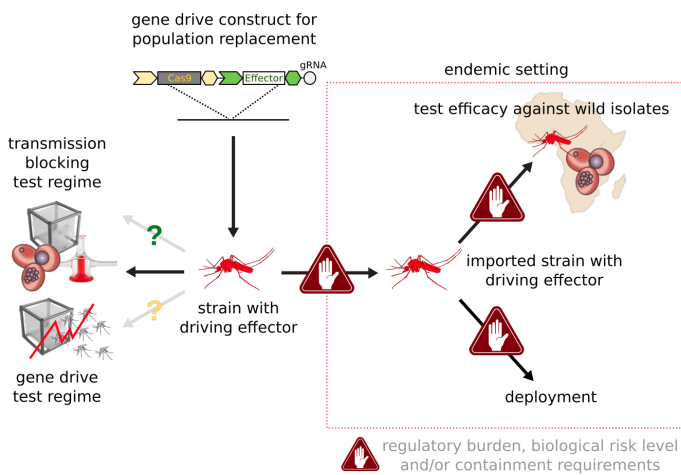 gene drive construct for
population replacement
gRNA
Cas9
Effector
endemic setting
test efficacy against wild isolates
transmission
blocking
test regime
?
?
strain with
driving effector
imported strain with
driving effector
gene drive
test regime
deployment
regulatory burden, biological risk level
and/or containment requirements